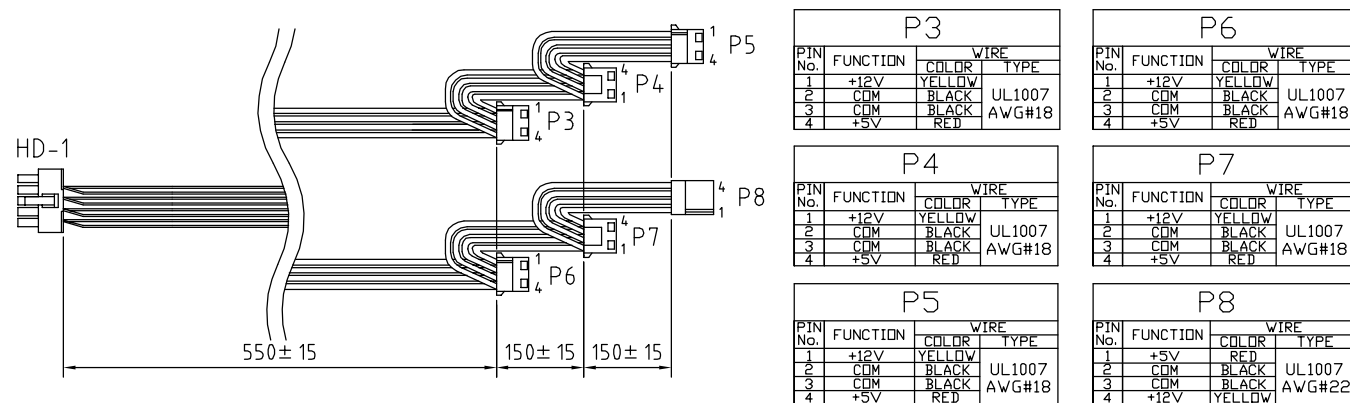 HD-1
1
4
P5
4
1
P4
1
4
P3
4
1
P8
4
1
P7
1
4
P6
550±15
150±15
150±15
P3
PIN No. FUNCTION WIRE
COLOR TYPE
1 +12V YELLOW UL1007 AWG#18
2 COM BLACK
3 COM BLACK
4 +5V RED
P6
PIN No. FUNCTION WIRE
COLOR TYPE
1 +12V YELLOW UL1007 AWG#18
2 COM BLACK
3 COM BLACK
4 +5V RED
P4
PIN No. FUNCTION WIRE
COLOR TYPE
1 +12V YELLOW UL1007 AWG#18
2 COM BLACK
3 COM BLACK
4 +5V RED
P7
PIN No. FUNCTION WIRE
COLOR TYPE
1 +12V YELLOW UL1007 AWG#18
2 COM BLACK
3 COM BLACK
4 +5V RED
P5
PIN No. FUNCTION WIRE
COLOR TYPE
1 +12V YELLOW UL1007 AWG#18
2 COM BLACK
3 COM BLACK
4 +5V RED
P8
PIN No. FUNCTION WIRE
COLOR TYPE
1 +5V RED UL1007 AWG#22
2 COM BLACK
3 COM BLACK
4 +12V YELLOW